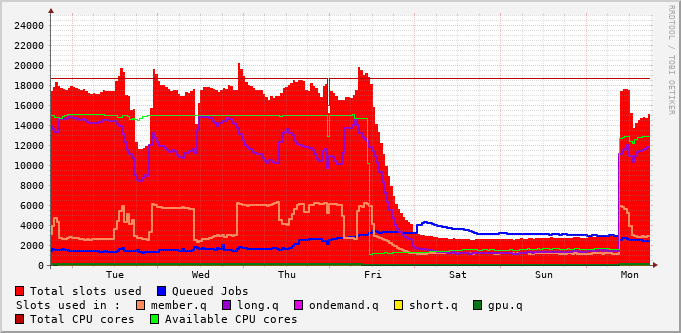 RRDTOOL / TOBI OETIKER
24000
22000
20000
18000
16000
14000
12000
10000
8000
6000
4000
2000
0
Tue Wed Thu Fri Sat Sun Mon
Total slots used Queued Jobs
Slots used in : member.q long.q ondemand.q short.q gpu.q
Total CPU cores Available CPU cores